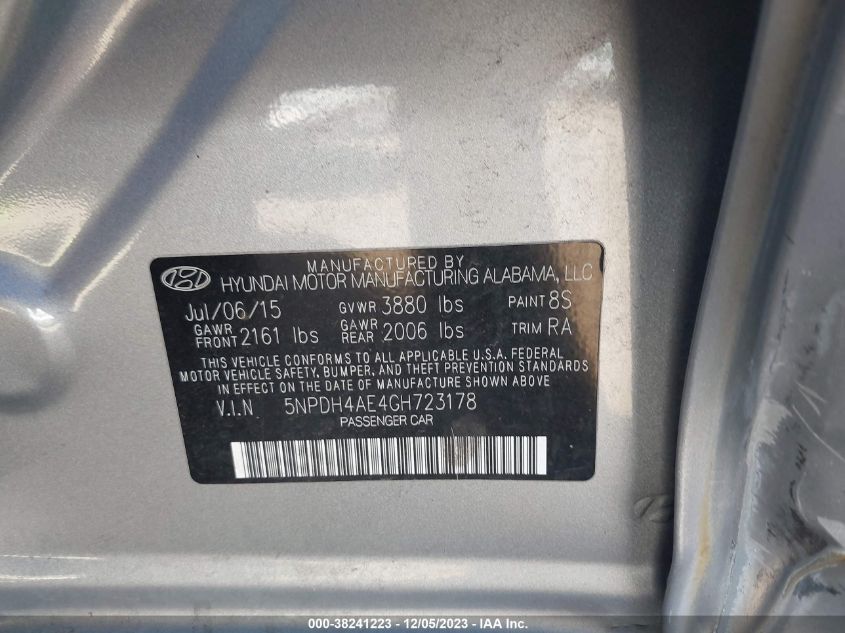 MANUFACTURED BY
HYUNDAI MOTOR MANUFACTURING ALABAMA, LLC
Jul/06/15 GVWR 3880 lbs PAINT 8S
GAWR FRONT 2161 lbs GAWR REAR 2006 lbs TRIM RA
THIS VEHICLE CONFORMS TO ALL APPLICABLE U.S.A. FEDERAL
MOTOR VEHICLE SAFETY, BUMPER, AND THEFT PREVENTION STANDARDS
IN EFFECT ON THE DATE OF MANUFACTURE SHOWN ABOVE.
V.I.N 5NPDH4AE4GH723178
PASSENGER CAR
000-38241223 - 12/05/2023 - IAA Inc.